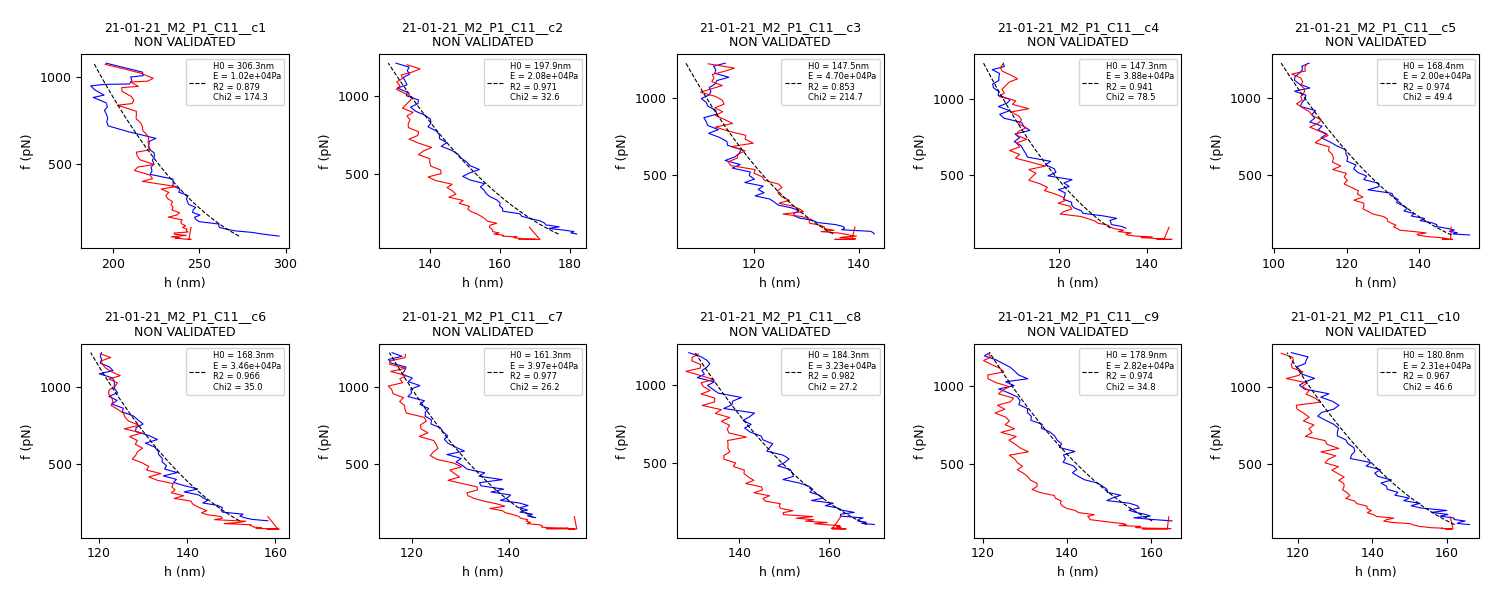 21-01-21_M2_P1_C11__c1
NON VALIDATED
H0 = 306.3nm
E = 1.02e+04Pa
R2 = 0.879
Chi2 = 174.3
1000
500
f (pN)
200 250 300
h (nm)
21-01-21_M2_P1_C11__c2
NON VALIDATED
H0 = 197.9nm
E = 2.08e+04Pa
R2 = 0.971
Chi2 = 32.6
1000
500
f (pN)
140 160 180
h (nm)
21-01-21_M2_P1_C11__c3
NON VALIDATED
H0 = 147.5nm
E = 4.70e+04Pa
R2 = 0.853
Chi2 = 214.7
1000
500
f (pN)
120 140
h (nm)
21-01-21_M2_P1_C11__c4
NON VALIDATED
H0 = 147.3nm
E = 3.88e+04Pa
R2 = 0.941
Chi2 = 78.5
1000
500
f (pN)
120 140
h (nm)
21-01-21_M2_P1_C11__c5
NON VALIDATED
H0 = 168.4nm
E = 2.00e+04Pa
R2 = 0.974
Chi2 = 49.4
1000
500
f (pN)
100 120 140
h (nm)
21-01-21_M2_P1_C11__c6
NON VALIDATED
H0 = 168.3nm
E = 3.46e+04Pa
R2 = 0.966
Chi2 = 35.0
1000
500
f (pN)
120 140 160
h (nm)
21-01-21_M2_P1_C11__c7
NON VALIDATED
H0 = 161.3nm
E = 3.97e+04Pa
R2 = 0.977
Chi2 = 26.2
1000
500
f (pN)
120 140
h (nm)
21-01-21_M2_P1_C11__c8
NON VALIDATED
H0 = 184.3nm
E = 3.23e+04Pa
R2 = 0.982
Chi2 = 27.2
1000
500
f (pN)
140 160
h (nm)
21-01-21_M2_P1_C11__c9
NON VALIDATED
H0 = 178.9nm
E = 2.82e+04Pa
R2 = 0.974
Chi2 = 34.8
1000
500
f (pN)
120 140 160
h (nm)
21-01-21_M2_P1_C11__c10
NON VALIDATED
H0 = 180.8nm
E = 2.31e+04Pa
R2 = 0.967
Chi2 = 46.6
1000
500
f (pN)
120 140 160
h (nm)